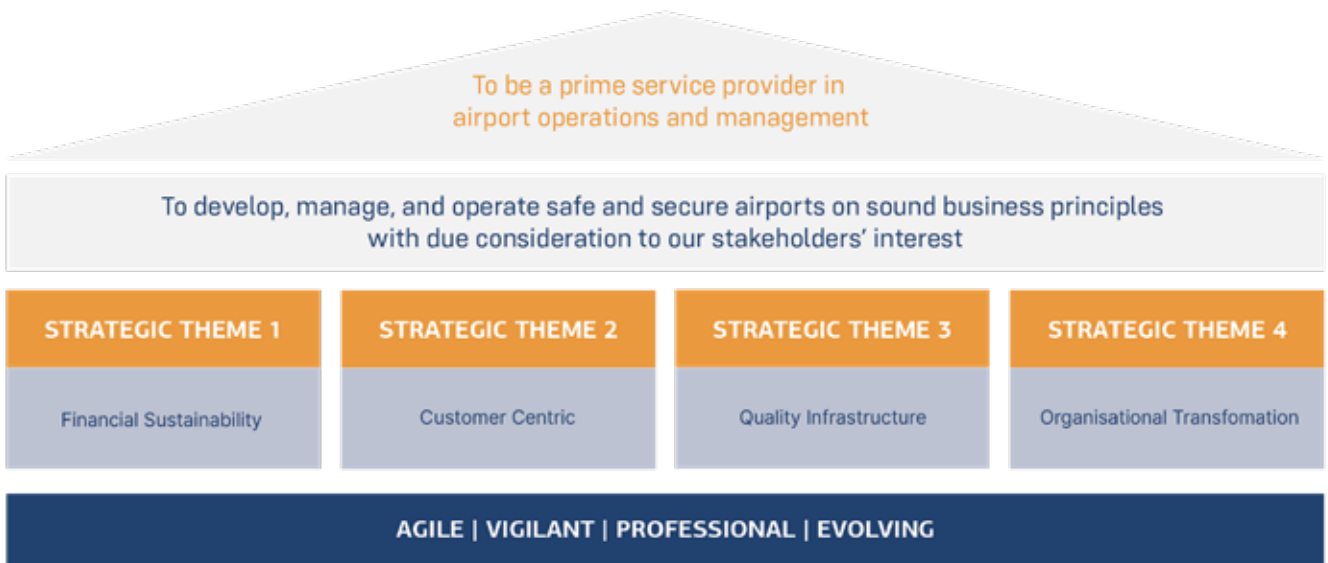 To be a prime service provider in
airport operations and management
To develop, manage, and operate safe and secure airports on sound business principles
with due consideration to our stakeholders' interest
STRATEGIC THEME 1
Financial Sustainability
STRATEGIC THEME 2
Customer Centric
STRATEGIC THEME 3
Quality Infrastructure
STRATEGIC THEME 4
Organisational Transfomation
AGILE | VIGILANT | PROFESSIONAL | EVOLVING